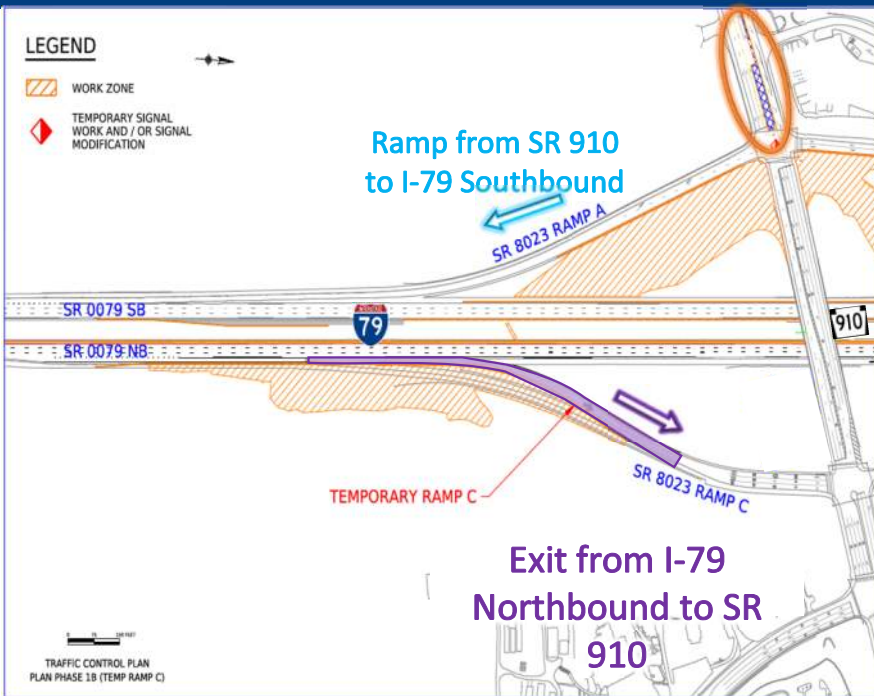 LEGEND
WORK ZONE
TEMPORARY SIGNAL
WORK AND / OR SIGNAL
MODIFICATION
Ramp from SR 910
to I-79 Southbound
SR 8023 RAMP A
SR 0079 SB
79
910
SR 0079 NB
TEMPORARY RAMP C
SR 8023 RAMP C
Exit from I-79
Northbound to SR
910
TRAFFIC CONTROL PLAN
PLAN PHASE 1B (TEMP RAMP C)